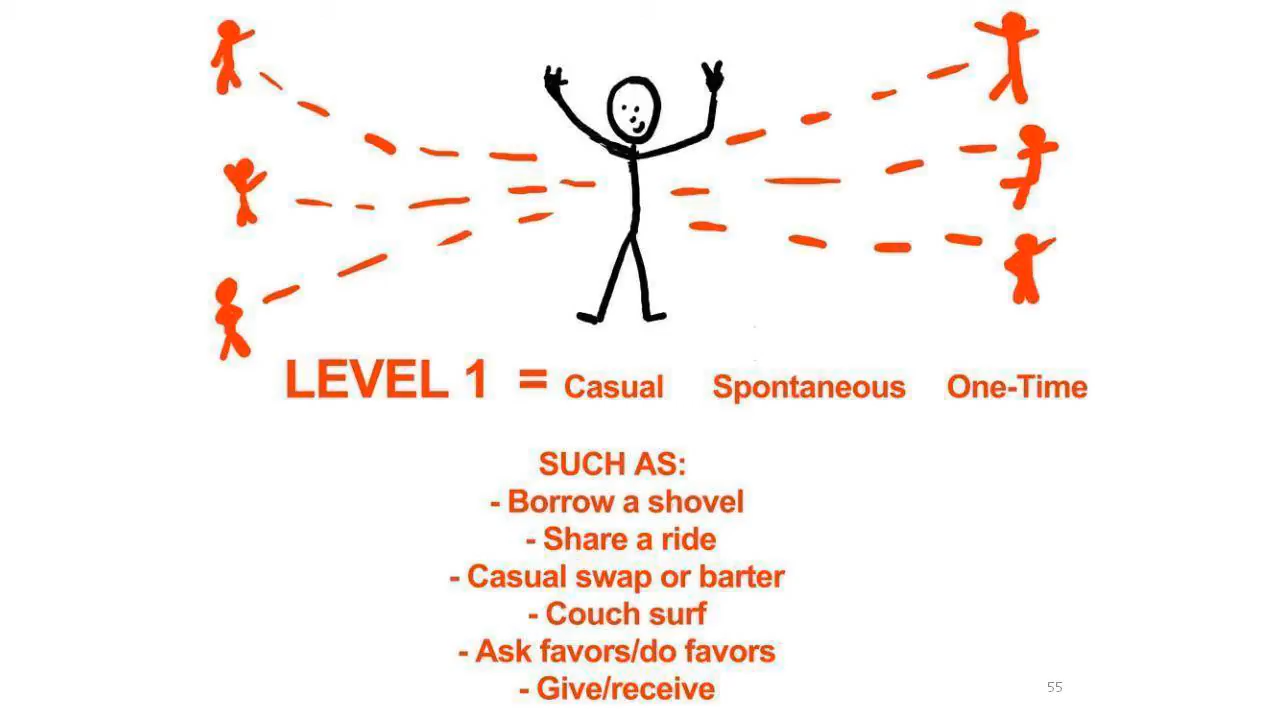 LEVEL 1 = Casual Spontaneous One-Time
SUCH AS:
- Borrow a shovel
- Share a ride
- Casual swap or barter
- Couch surf
- Ask favors/do favors
- Give/receive
55